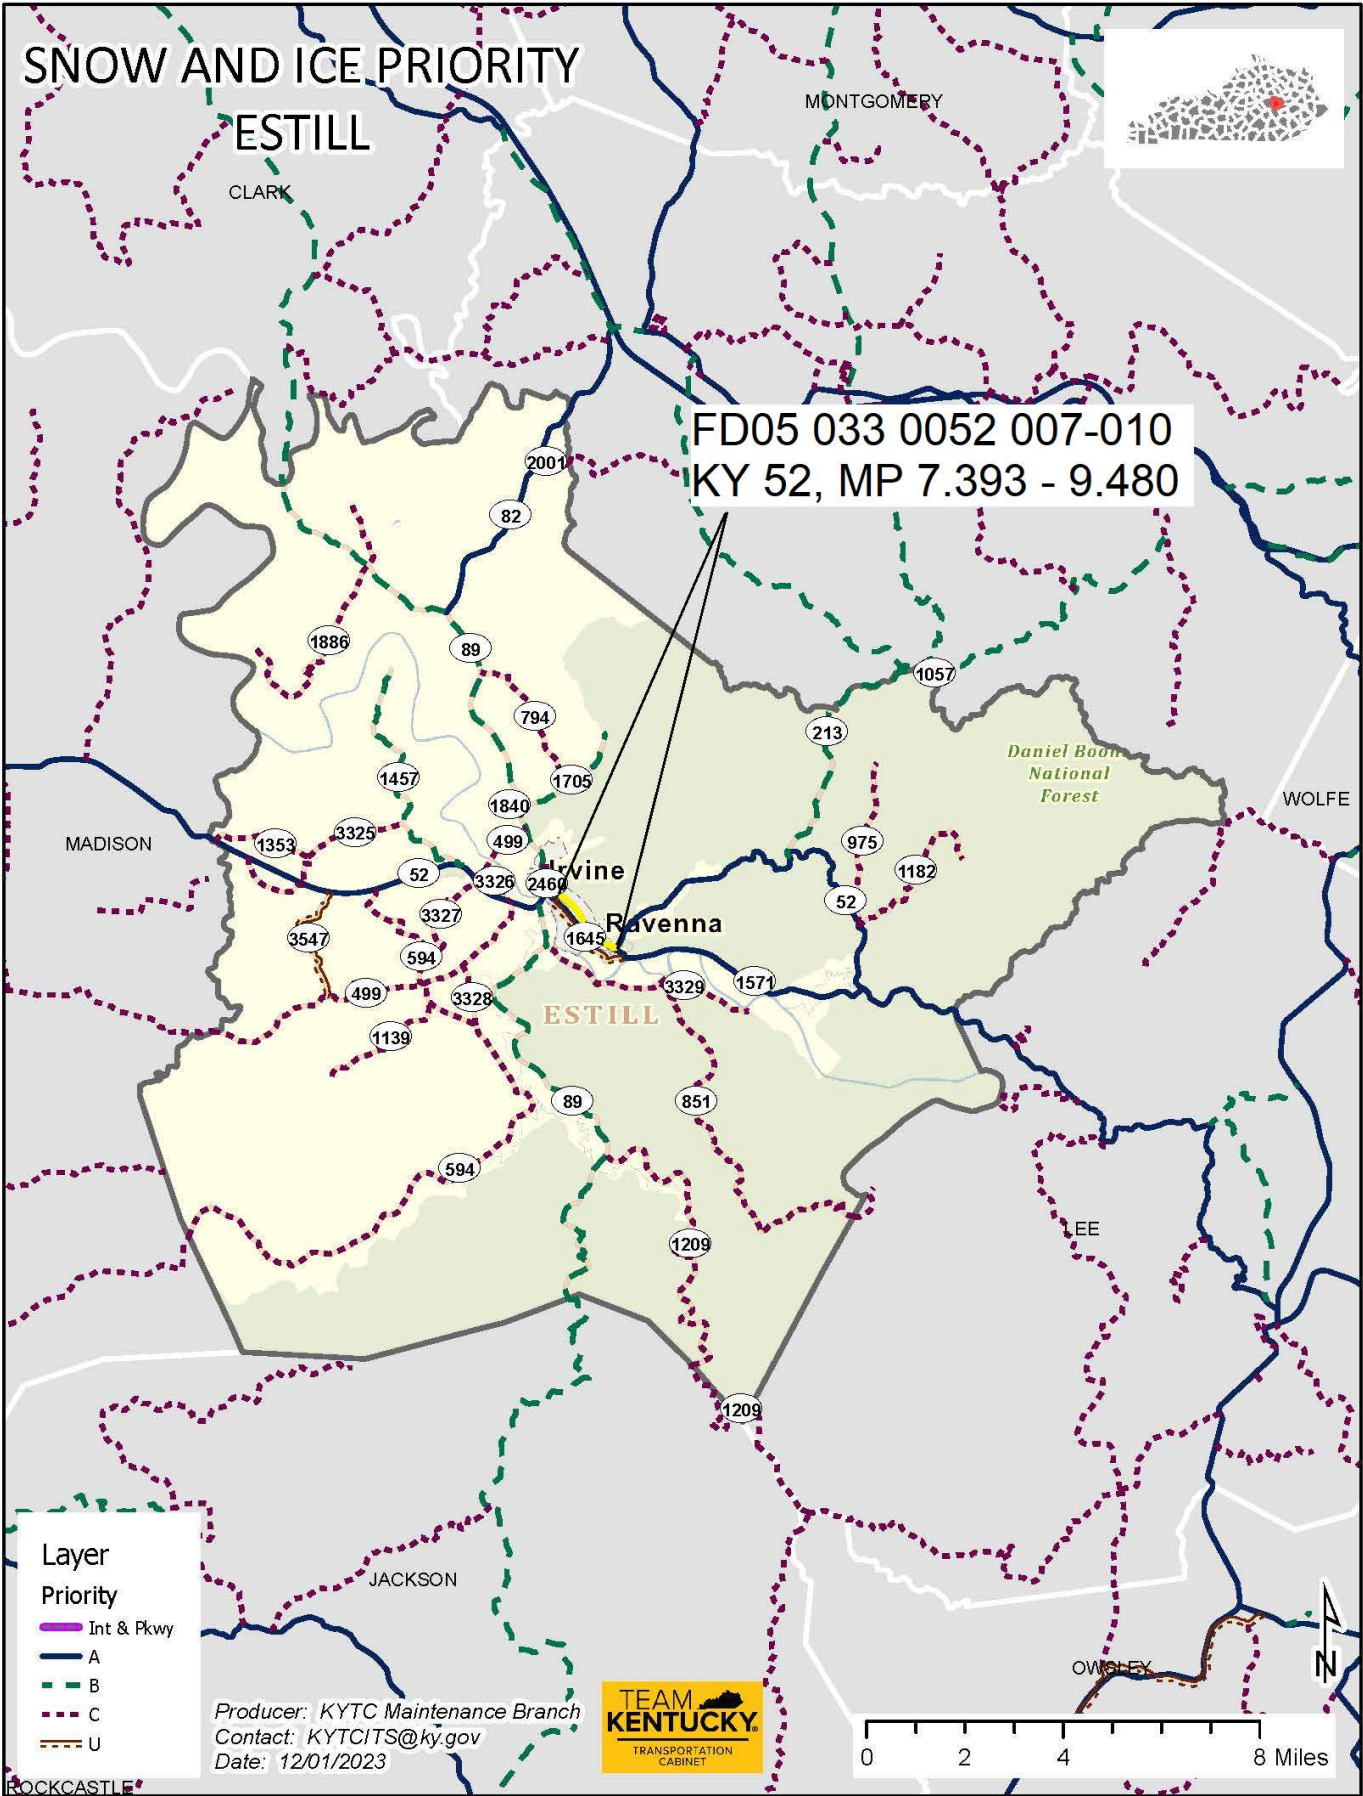 SNOW AND ICE PRIORITY
ESTILL
MONTGOMERY
CLARK
FD05 033 0052 007-010
KY 52, MP 7.393 - 9.480
2001
82
1886
89
1057
794
213
Daniel Boon
National
Forest
1457
1705
WOLFE
1840
MADISON
1353
3325
499
975
52
3326
2460
Irvine
1182
3327
52
3547
1645
Ravenna
594
499
3328
3329
1571
ESTILL
1139
89
851
594
LEE
1209
1209
Layer
Priority
Int & Pkwy
A
B
C
U
JACKSON
OWSLEY
N
Producer: KYTC Maintenance Branch
Contact: KYTCITS@ky.gov
Date: 12/01/2023
TEAM
KENTUCKY
TRANSPORTATION
CABINET
0 2 4 8 Miles
ROCKCASTLE